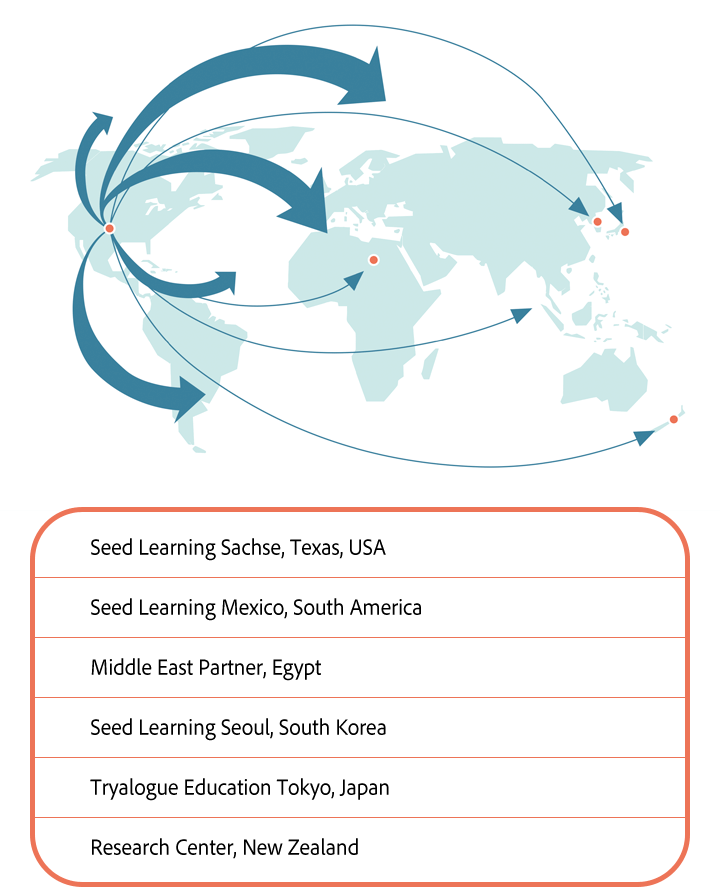 Seed Learning Sachse, Texas, USA
Seed Learning Mexico, South America
Middle East Partner, Egypt
Seed Learning Seoul, South Korea
Tryalogue Education Tokyo, Japan
Research Center, New Zealand